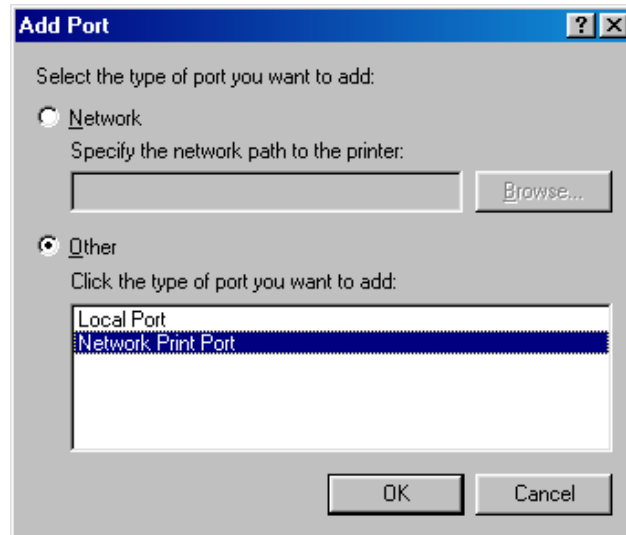 Add Port
Select the type of port you want to add:
Network
Specify the network path to the printer:
Browse...
Other
Click the type of port you want to add:
Local Port
Network Print Port
OK Cancel